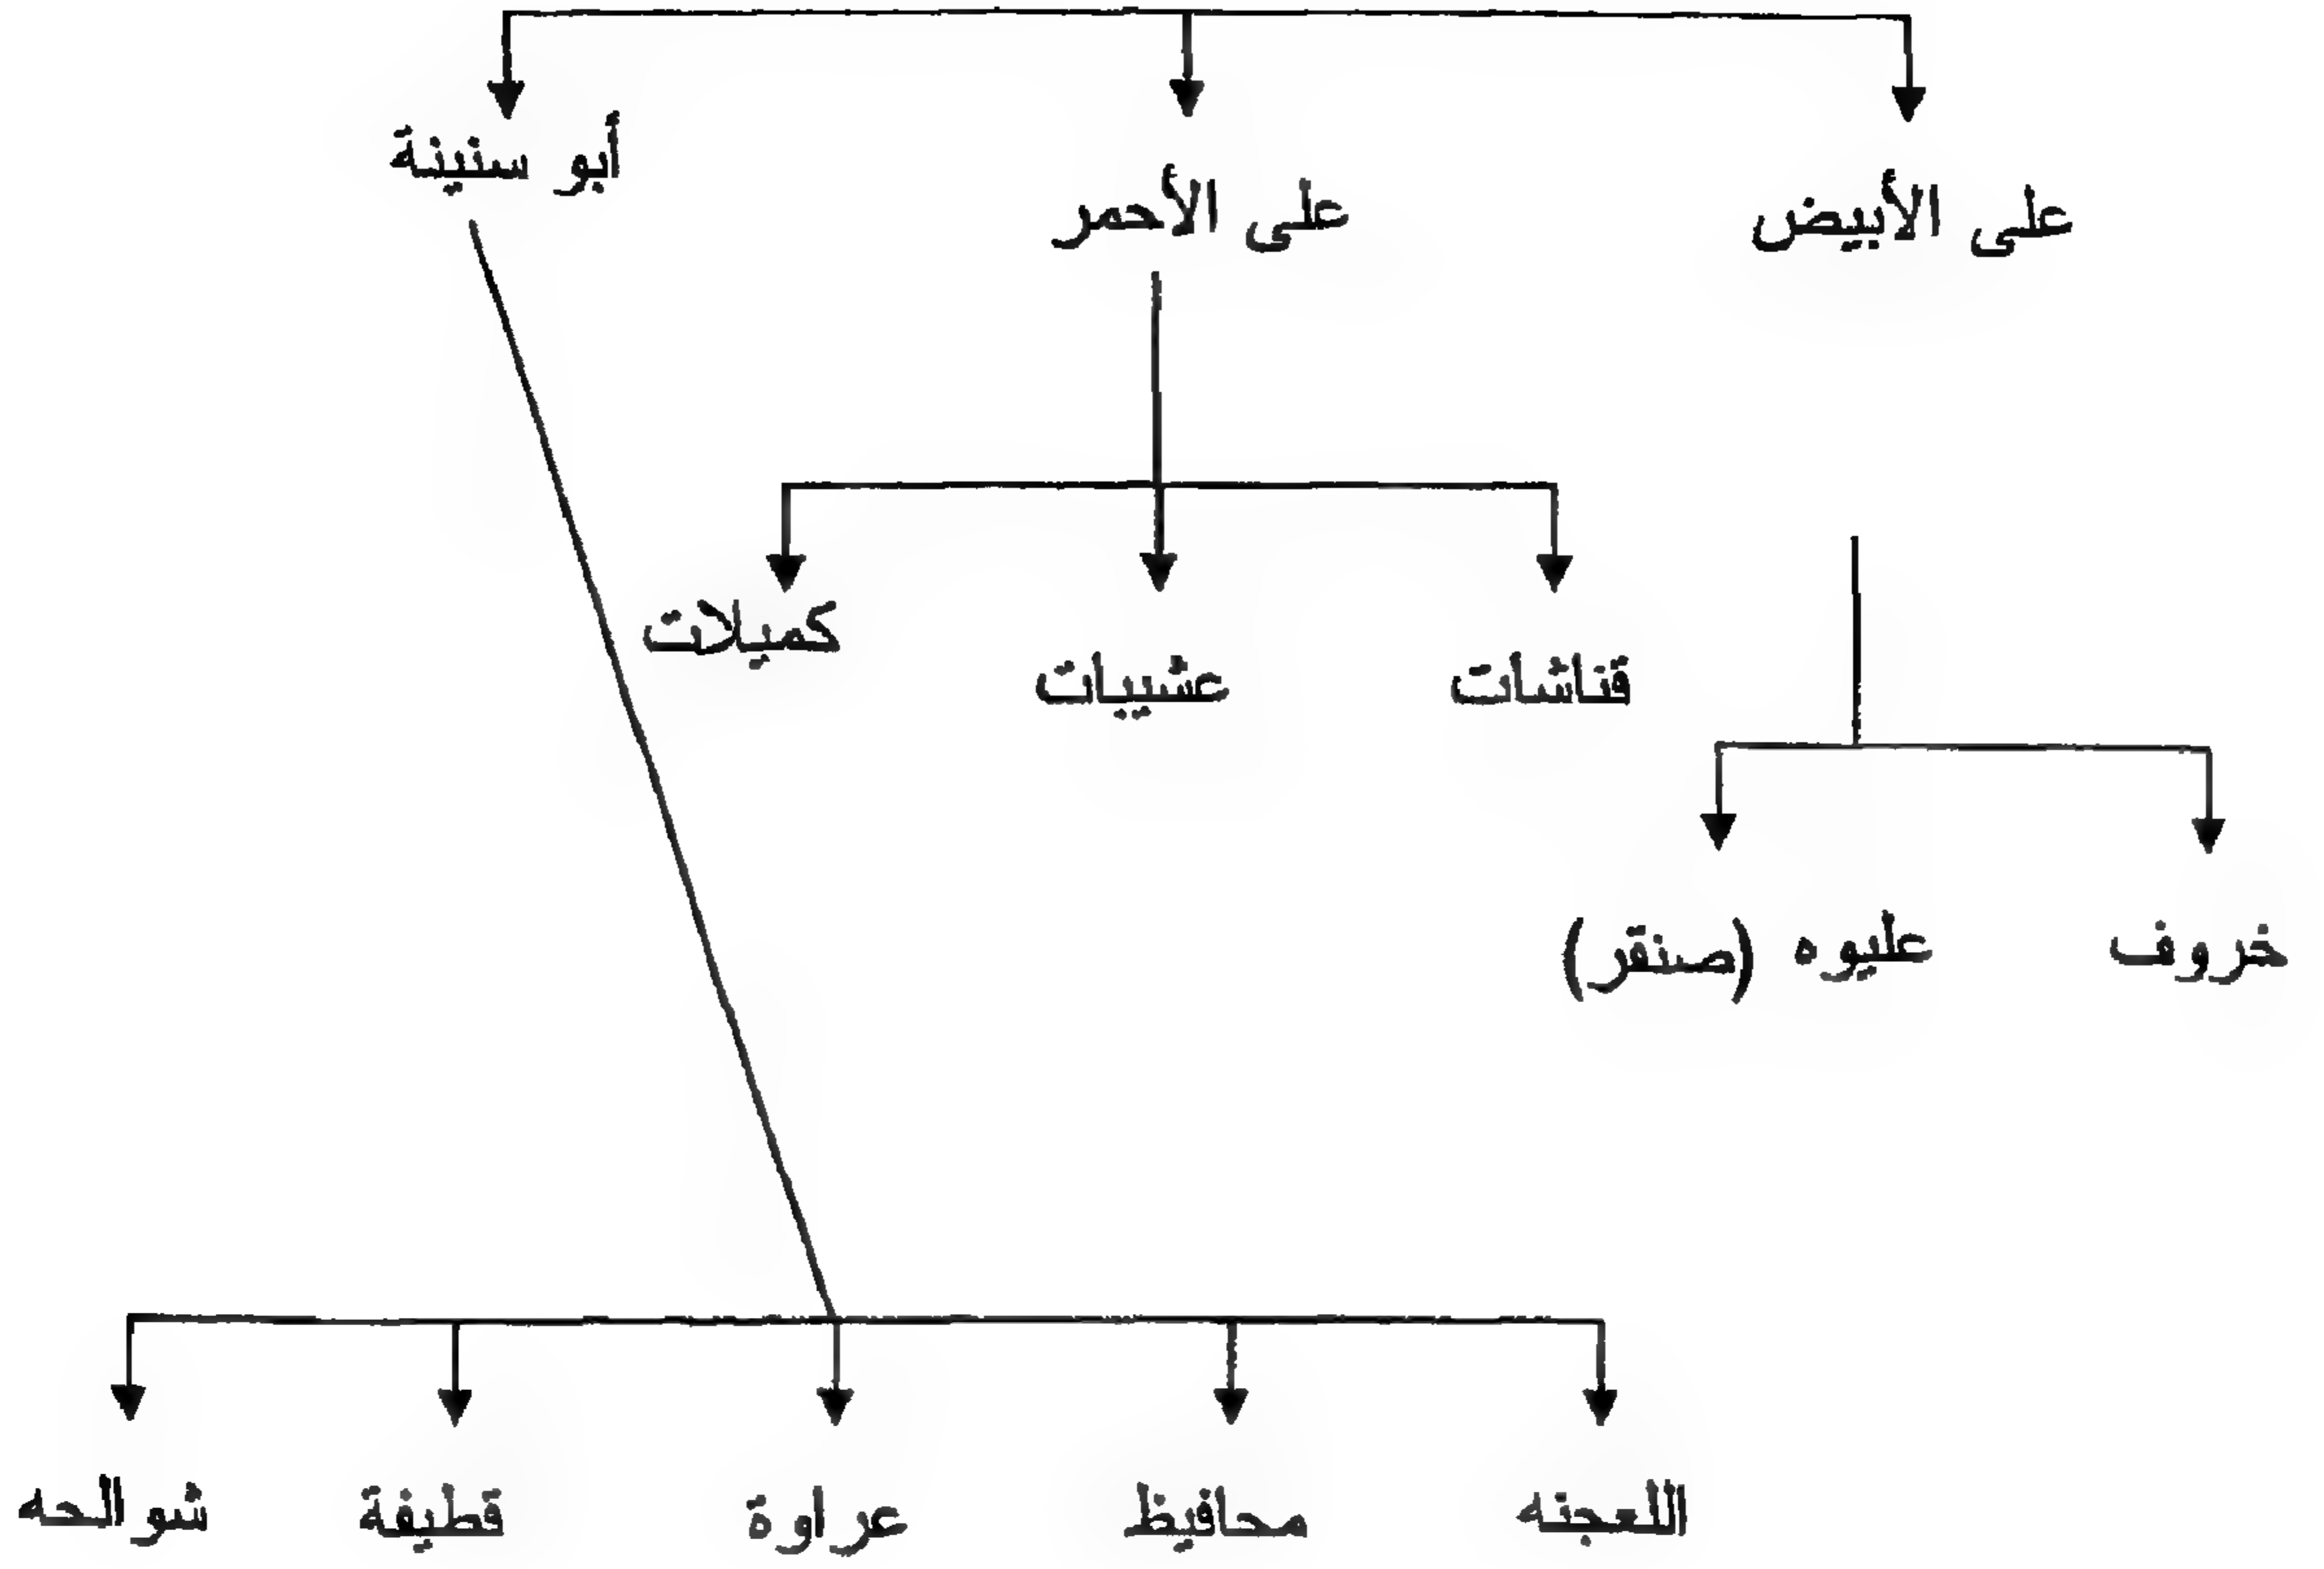 على الأبيض
على الأحمر
أبو سنينة
قناشات
عشيبات
كميلات
خروف
عليوه (صنقر)
اللعجنه
محافيظ
عراوة
قطيفة
شوالحه